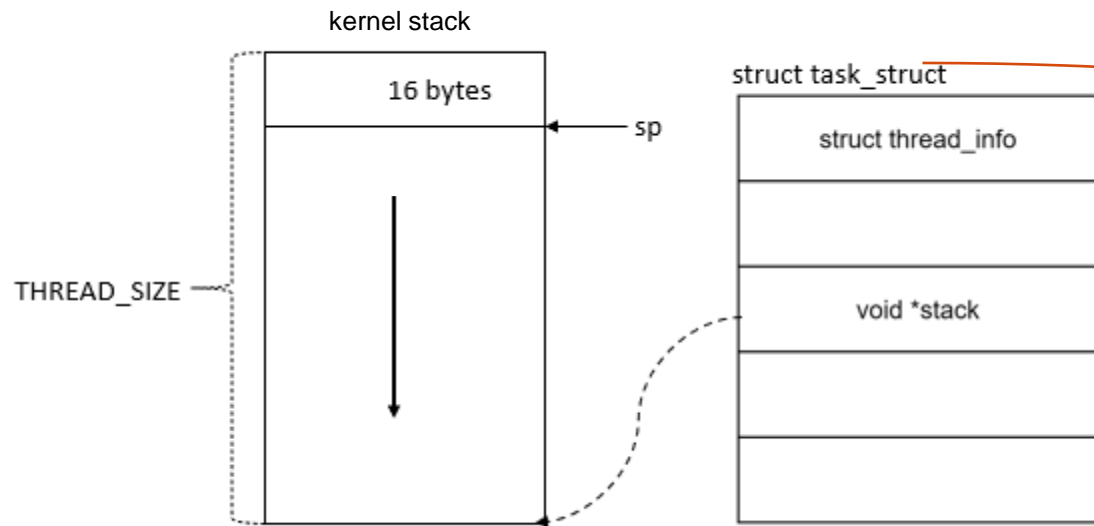 kernel stack
16 bytes
sp
THREAD_SIZE
struct task_struct
struct thread_info
void *stack